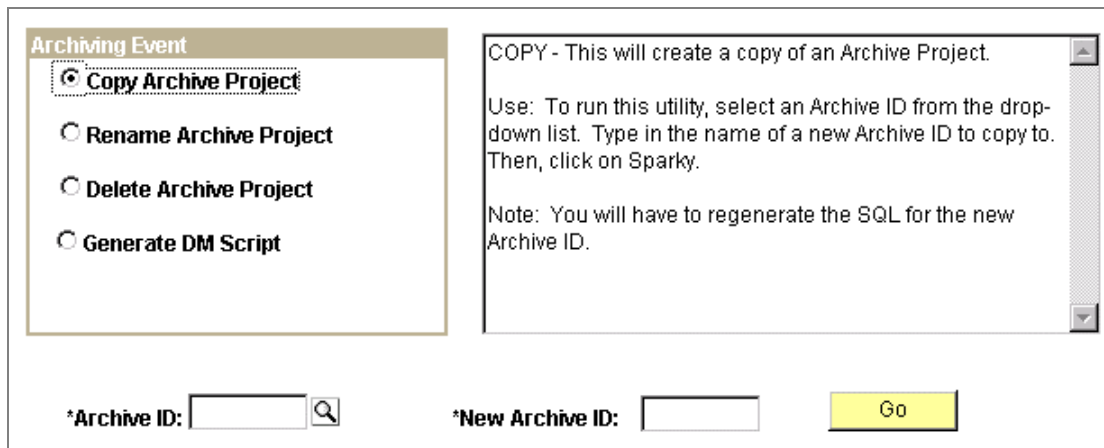 Archiving Event
Copy Archive Project
Rename Archive Project
Delete Archive Project
Generate DM Script
COPY - This will create a copy of an Archive Project.
Use: To run this utility, select an Archive ID from the drop-
down list. Type in the name of a new Archive ID to copy to.
Then, click on Sparky.
Note: You will have to regenerate the SQL for the new
Archive ID.
*Archive ID:
*New Archive ID:
Go